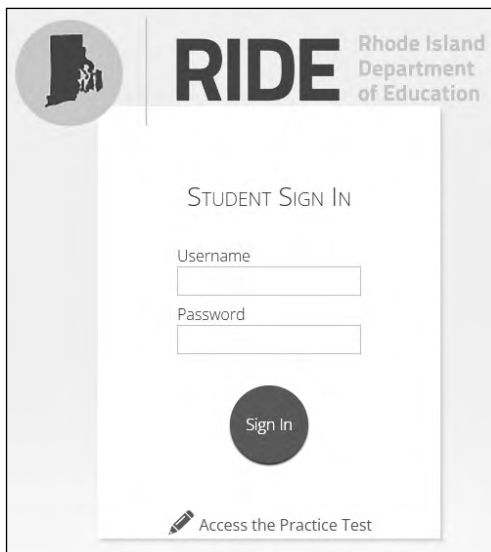 RIDE
Rhode Island
Department
of Education
STUDENT SIGN IN
Username
Password
Sign In
Access the Practice Test